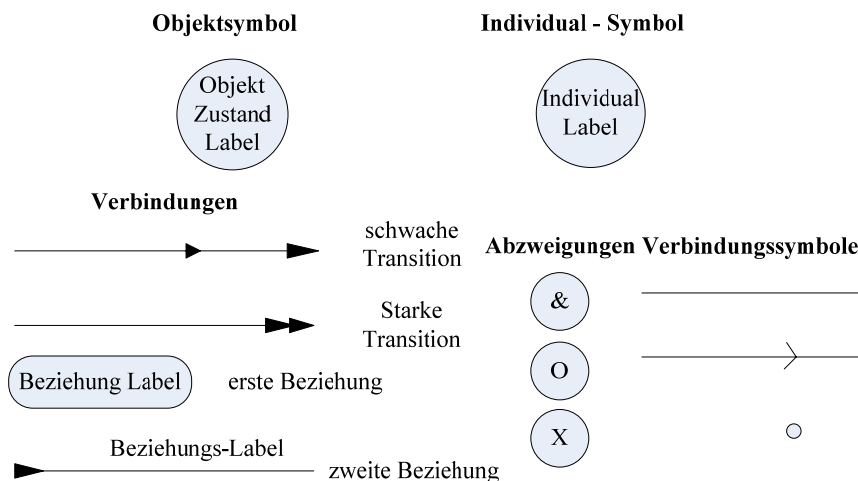 Objektsymbol
Individual - Symbol
Objekt
Zustand
Label
Individual
Label
Verbindungen
schwache
Transition
Starke
Transition
Beziehung Label
erste Beziehung
Beziehungs-Label
zweite Beziehung
Abzweigungen
&
O
X
Verbindungssymbole